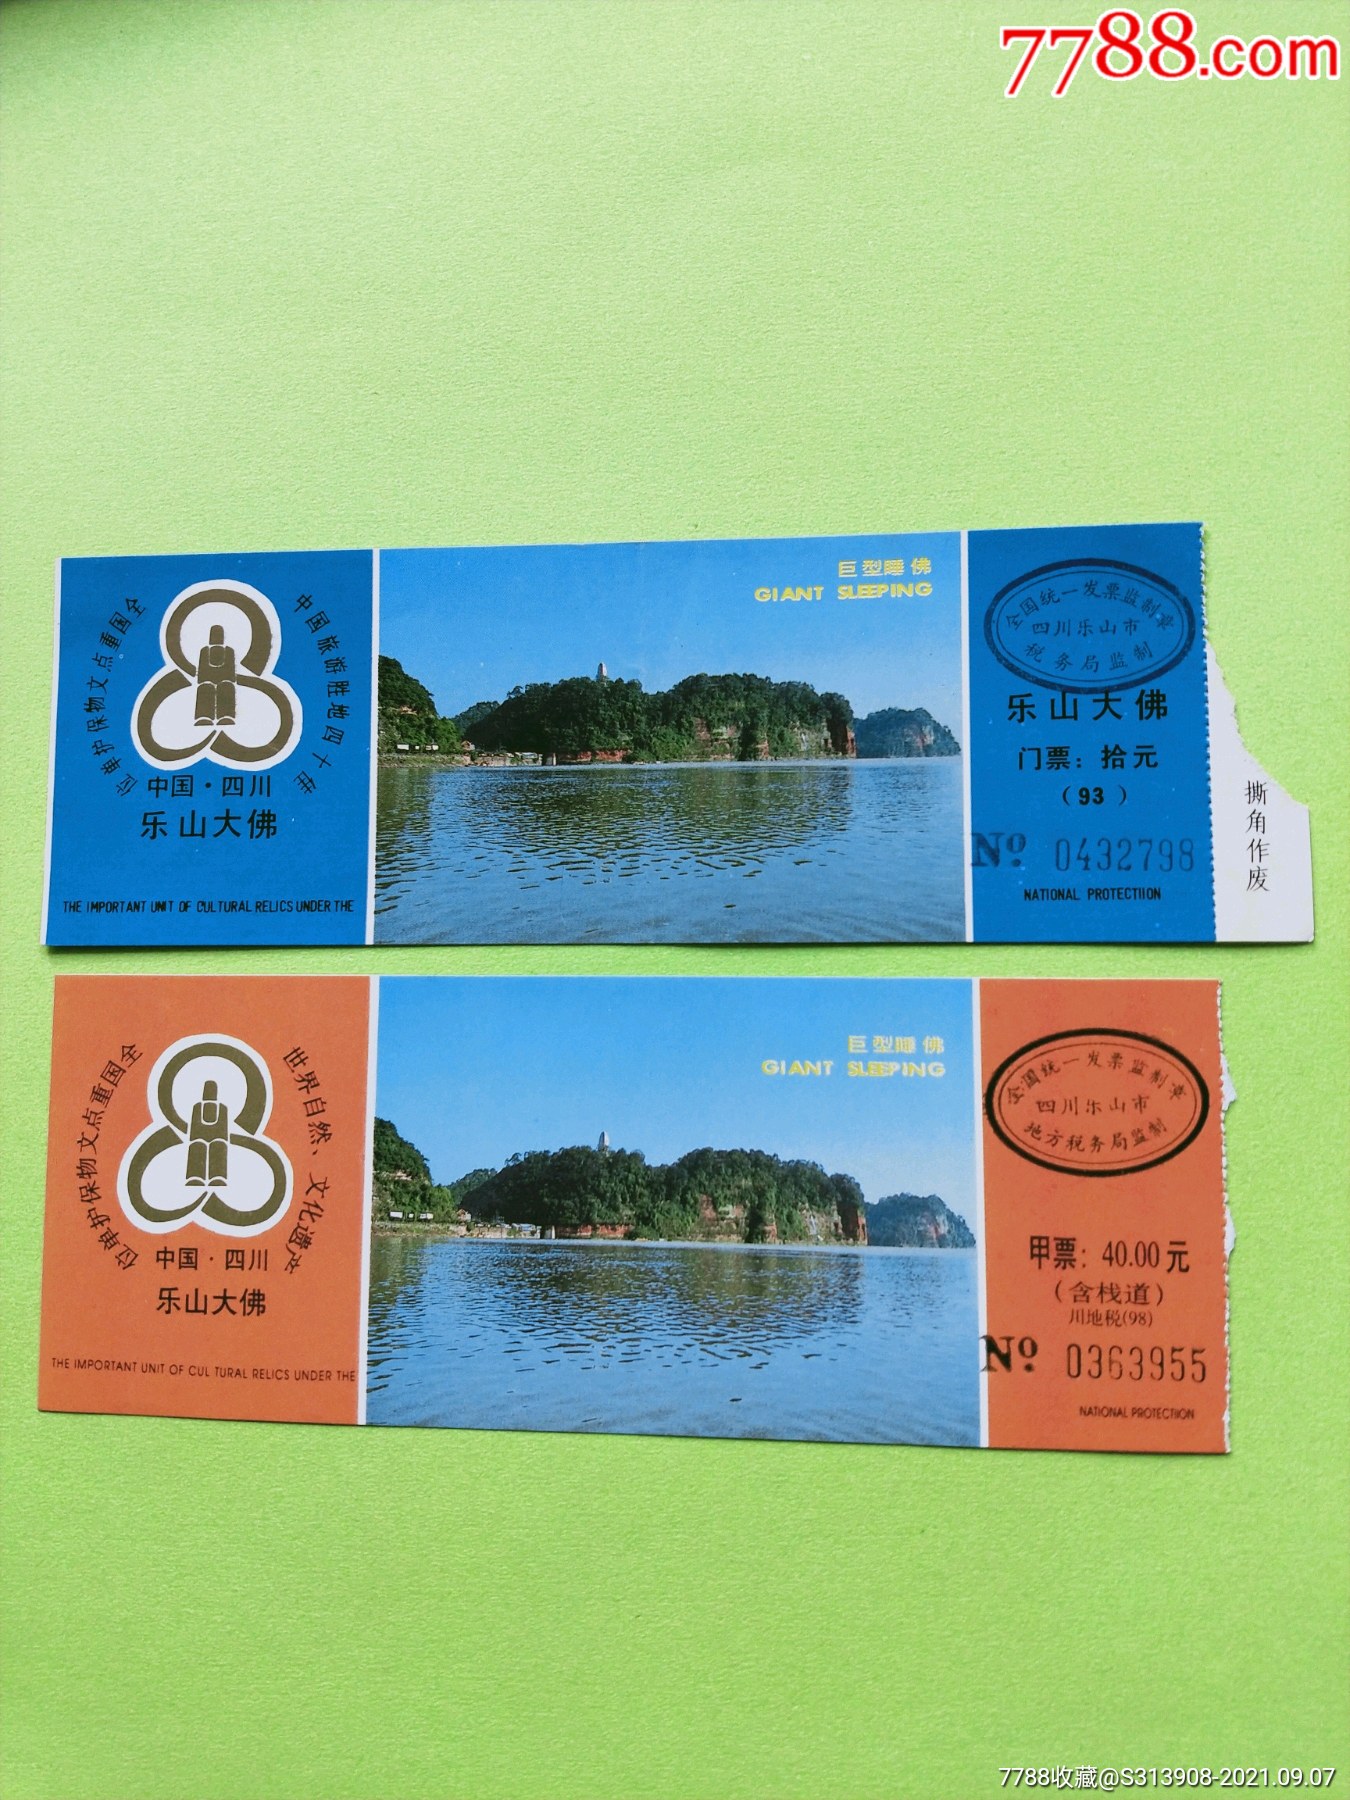 7788.com
全国重点文物保护单位
中国旅游胜地四十佳
中国·四川
乐山大佛
THE IMPORTANT UNIT OF CULTURAL RELICS UNDER THE
巨型睡佛
GIANT SLEEPING
全国统一发票监制章
四川乐山市
税务局监制
乐山大佛
门票：拾元
（93）
Nº 0432798
NATIONAL PROTECTIION
撕角作废
全国重点文物保护单位
世界自然、文化遗产
中国·四川
乐山大佛
THE IMPORTANT UNIT OF CUL TURAL RELICS UNDER THE
巨型睡佛
GIANT SLEEPING
全国统一发票监制章
四川乐山市
地方税务局监制
甲票：40.00元
（含栈道）
川地税(98)
Nº 0363955
NATIONAL PROTECTIION
7788收藏@S313908-2021.09.07